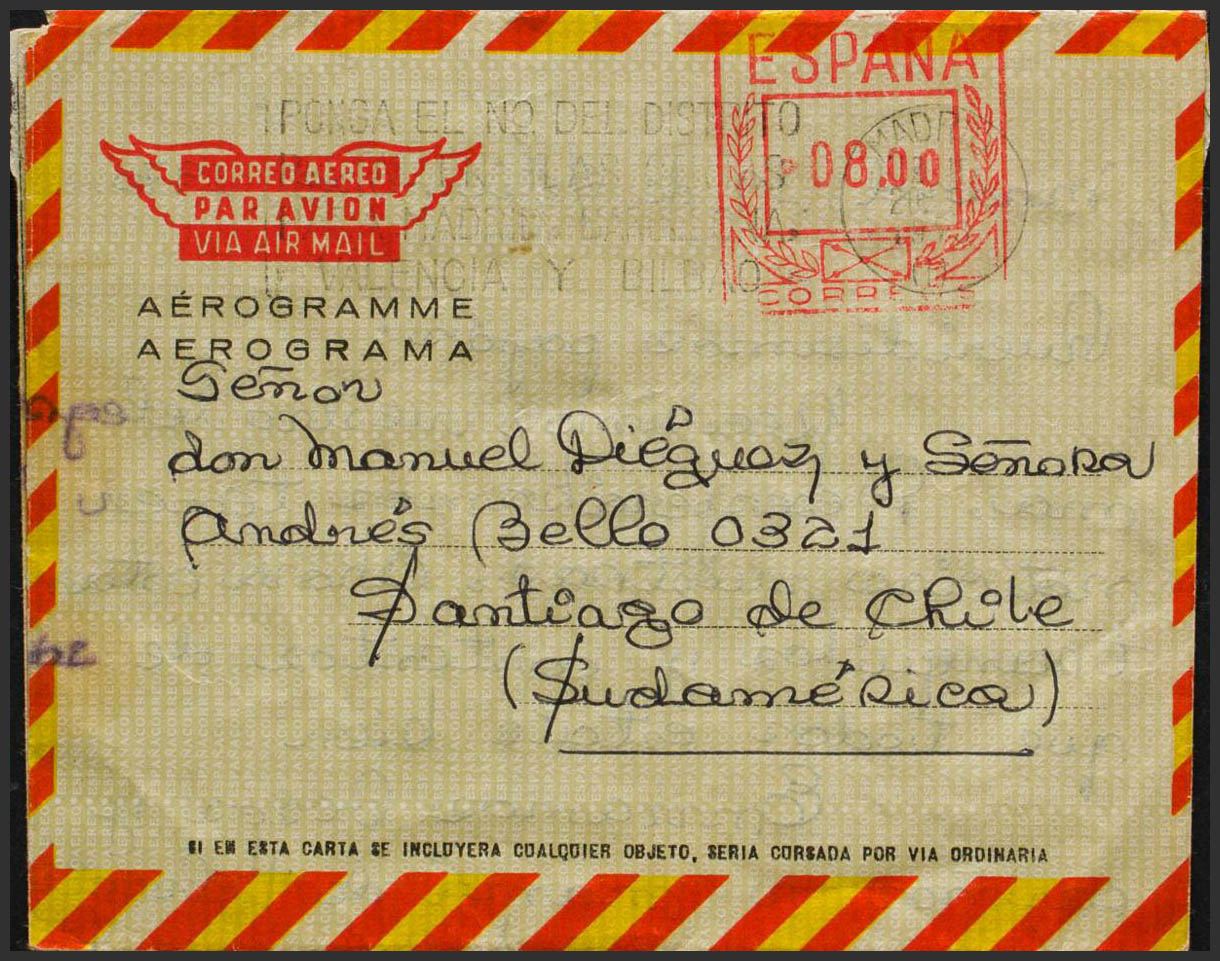 ESPAÑA
08,00
CORREOS
MADR
¡PONGA EL Nº. DEL DISTRITO
MADRID
VALENCIA Y BILBAO
CORREO AEREO
PAR AVION
VIA AIR MAIL
AÉROGRAMME
AEROGRAMA
Señor
don Manuel Diéguez y Señora
Andrés Bello 0321
Santiago de Chile
(Sudamérica)
SI EN ESTA CARTA SE INCLUYERA CUALQUIER OBJETO, SERIA CURSADA POR VIA ORDINARIA